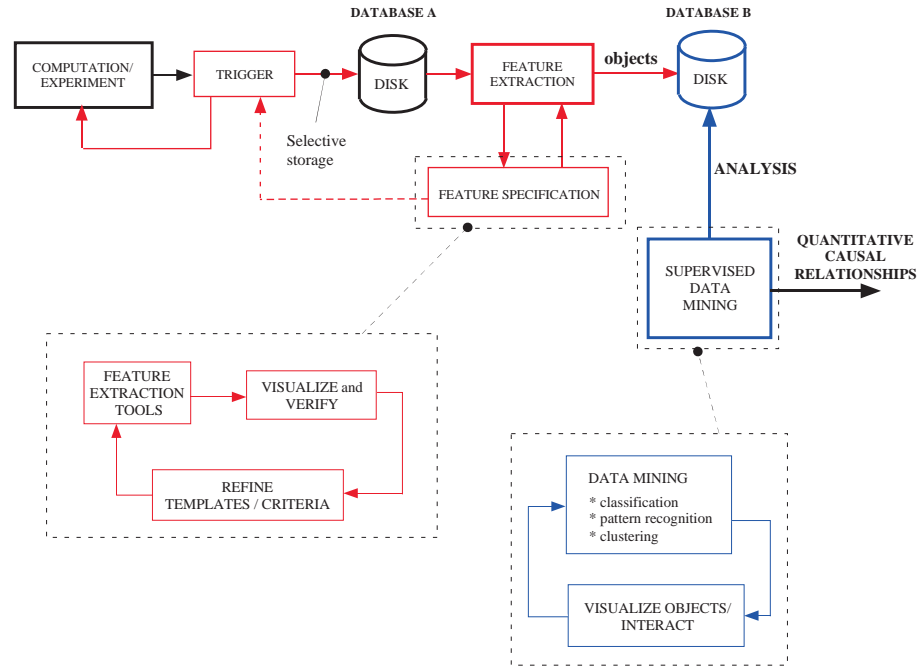 DATABASE A
DATABASE B
COMPUTATION/
EXPERIMENT
TRIGGER
DISK
FEATURE
EXTRACTION
objects
DISK
Selective
storage
FEATURE SPECIFICATION
ANALYSIS
SUPERVISED
DATA
MINING
QUANTITATIVE
CAUSAL
RELATIONSHIPS
FEATURE
EXTRACTION
TOOLS
VISUALIZE and
VERIFY
REFINE
TEMPLATES / CRITERIA
DATA MINING
* classification
* pattern recognition
* clustering
VISUALIZE OBJECTS/
INTERACT